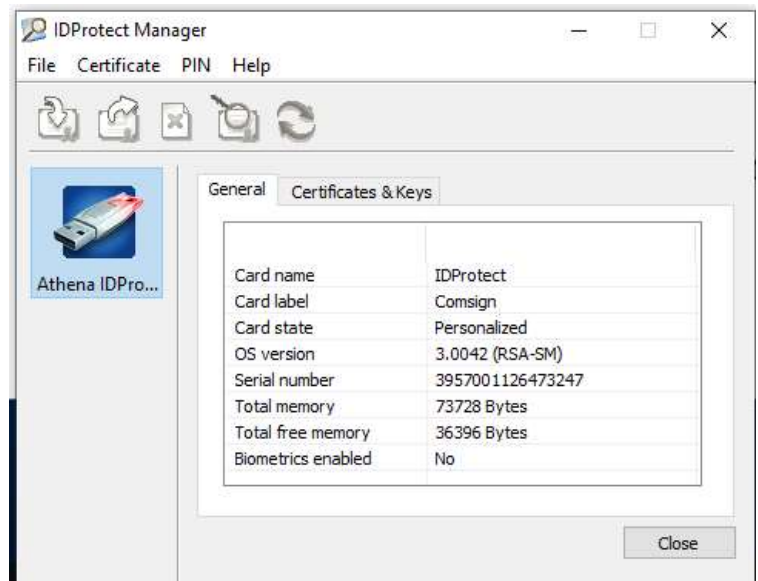 IDProtect Manager
File Certificate PIN Help
General Certificates & Keys
Athena IDPro...
Card name IDProtect
Card label Comsign
Card state Personalized
OS version 3.0042 (RSA-SM)
Serial number 3957001126473247
Total memory 73728 Bytes
Total free memory 36396 Bytes
Biometrics enabled No
Close